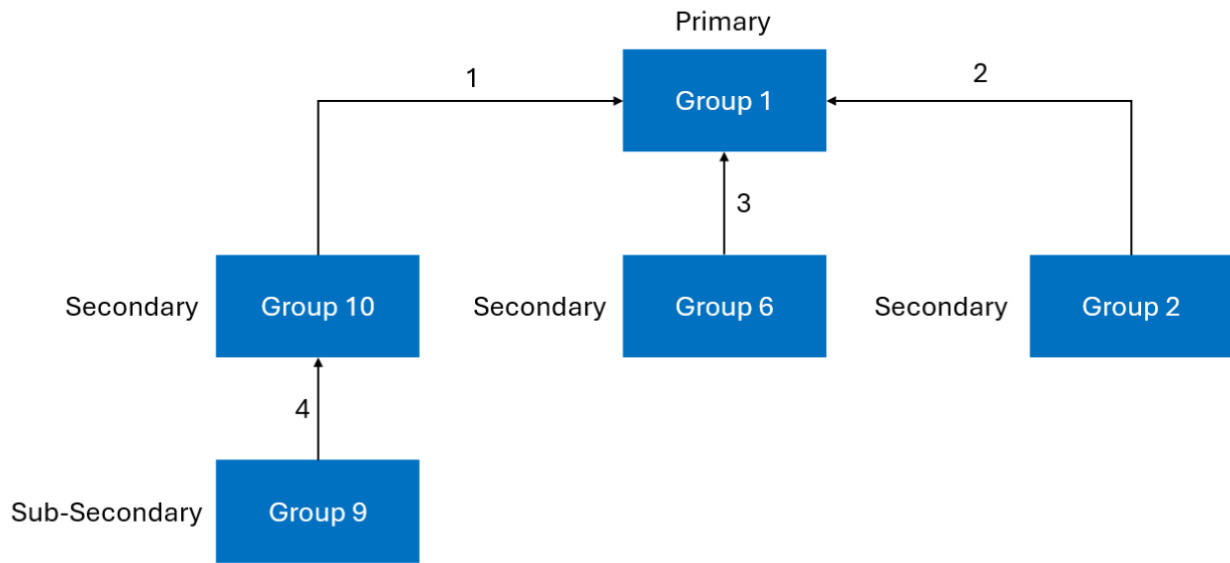 Primary
1
2
Group 1
3
Secondary
Group 10
Secondary
Group 6
Secondary
Group 2
4
Sub-Secondary
Group 9